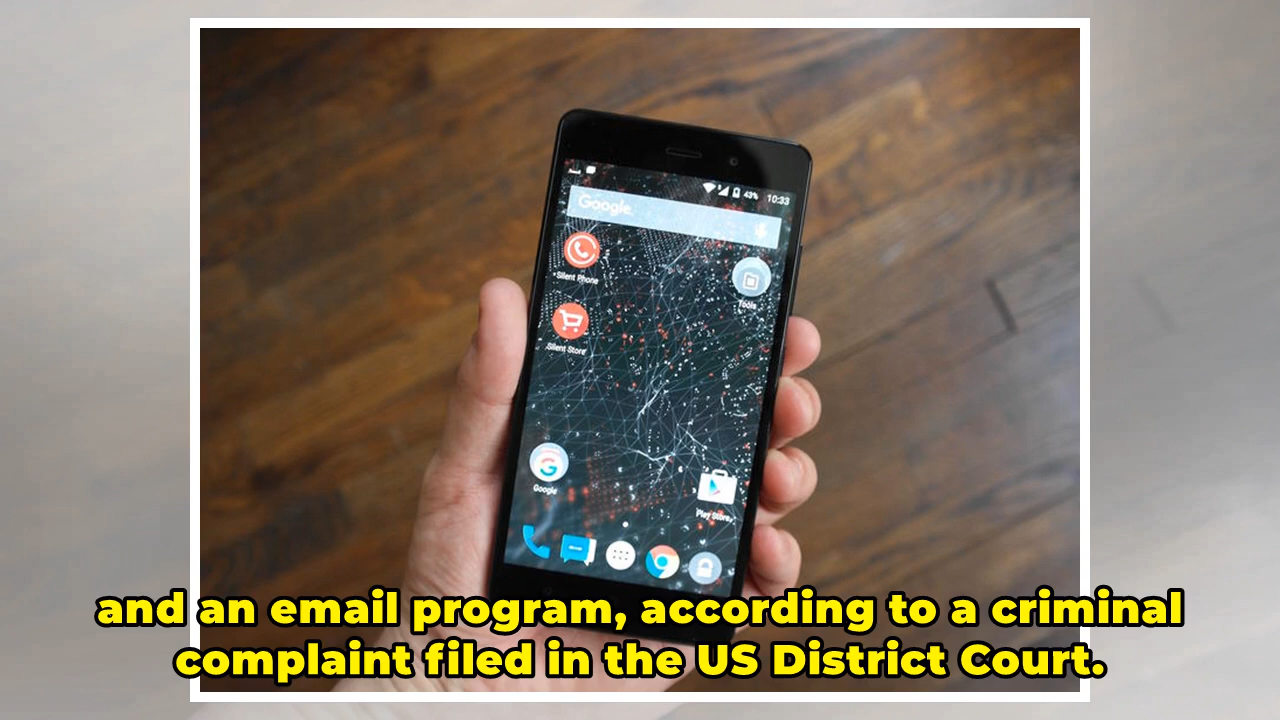 43% 10:33
Google
Silent Phone
Tools
Silent Store
Google
Play Store
and an email program, according to a criminal
complaint filed in the US District Court.